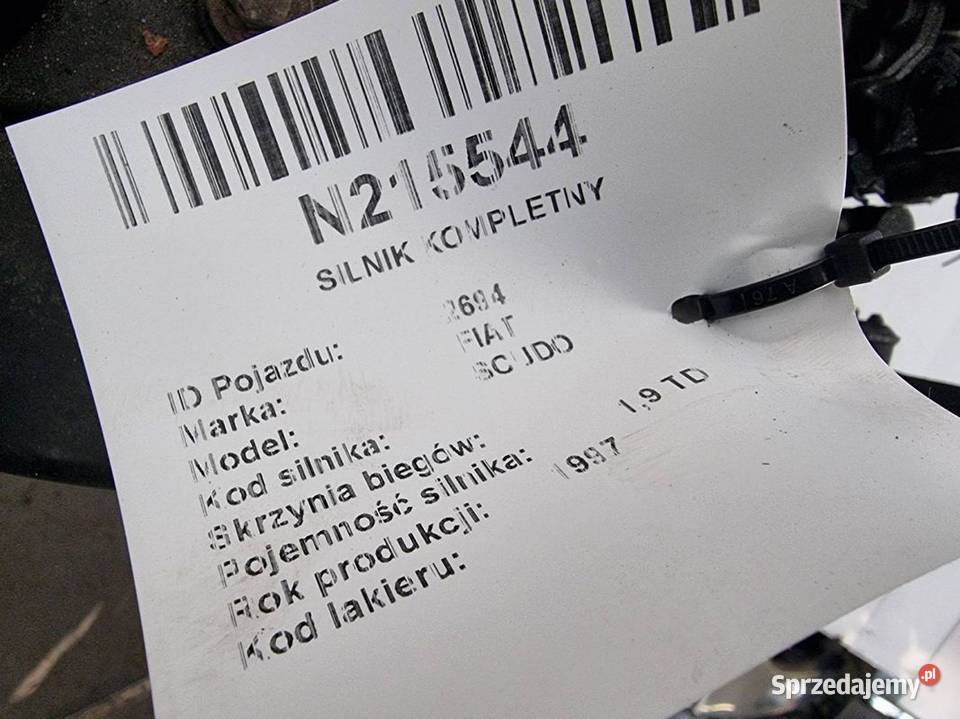 N215544
SILNIK KOMPLETNY
ID Pojazdu: 2694
Marka: FIAT
Model: SCUDO
Kod silnika:
Skrzynia biegów:
Pojemność silnika: 1,9 TD
Rok produkcji: 1997
Kod lakieru:
A 761
Sprzedajemy.pl